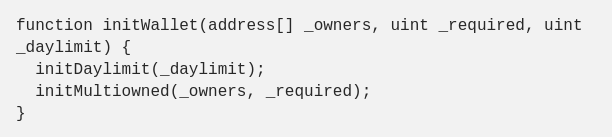 function initWallet(address[] _owners, uint _required, uint
_daylimit) {
  initDaylimit(_daylimit);
  initMultiowned(_owners, _required);
}